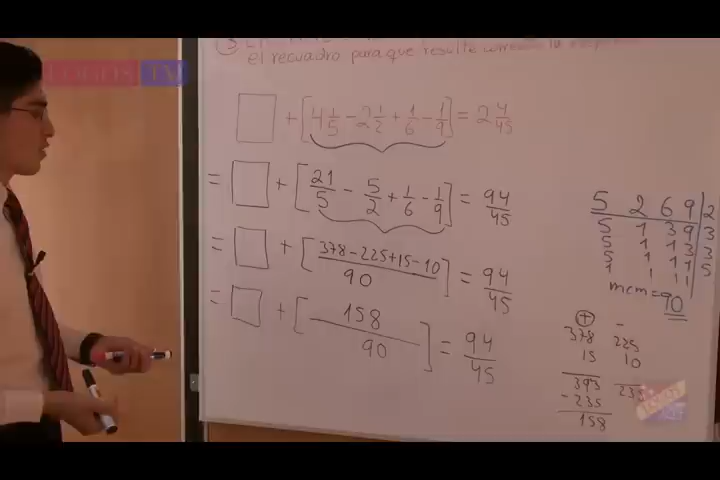 ③
el recuadro para que resulte
LOGOS TV
□ + [4 1/5 - 2 1/2 + 1/6 - 1/9] = 2 4/45
= □ + [21/5 - 5/2 + 1/6 - 1/9] = 94/45
= □ + [378-225+15-10/90] = 94/45
= □ + [158/90] = 94/45
5 2 6 9 | 2
5 1 3 9 | 3
5 1 1 3 | 3
5 1 1 1 | 5
1 1 1 1
mcm = 90
⊕ -
378 225
15 10
393 235
- 235
158